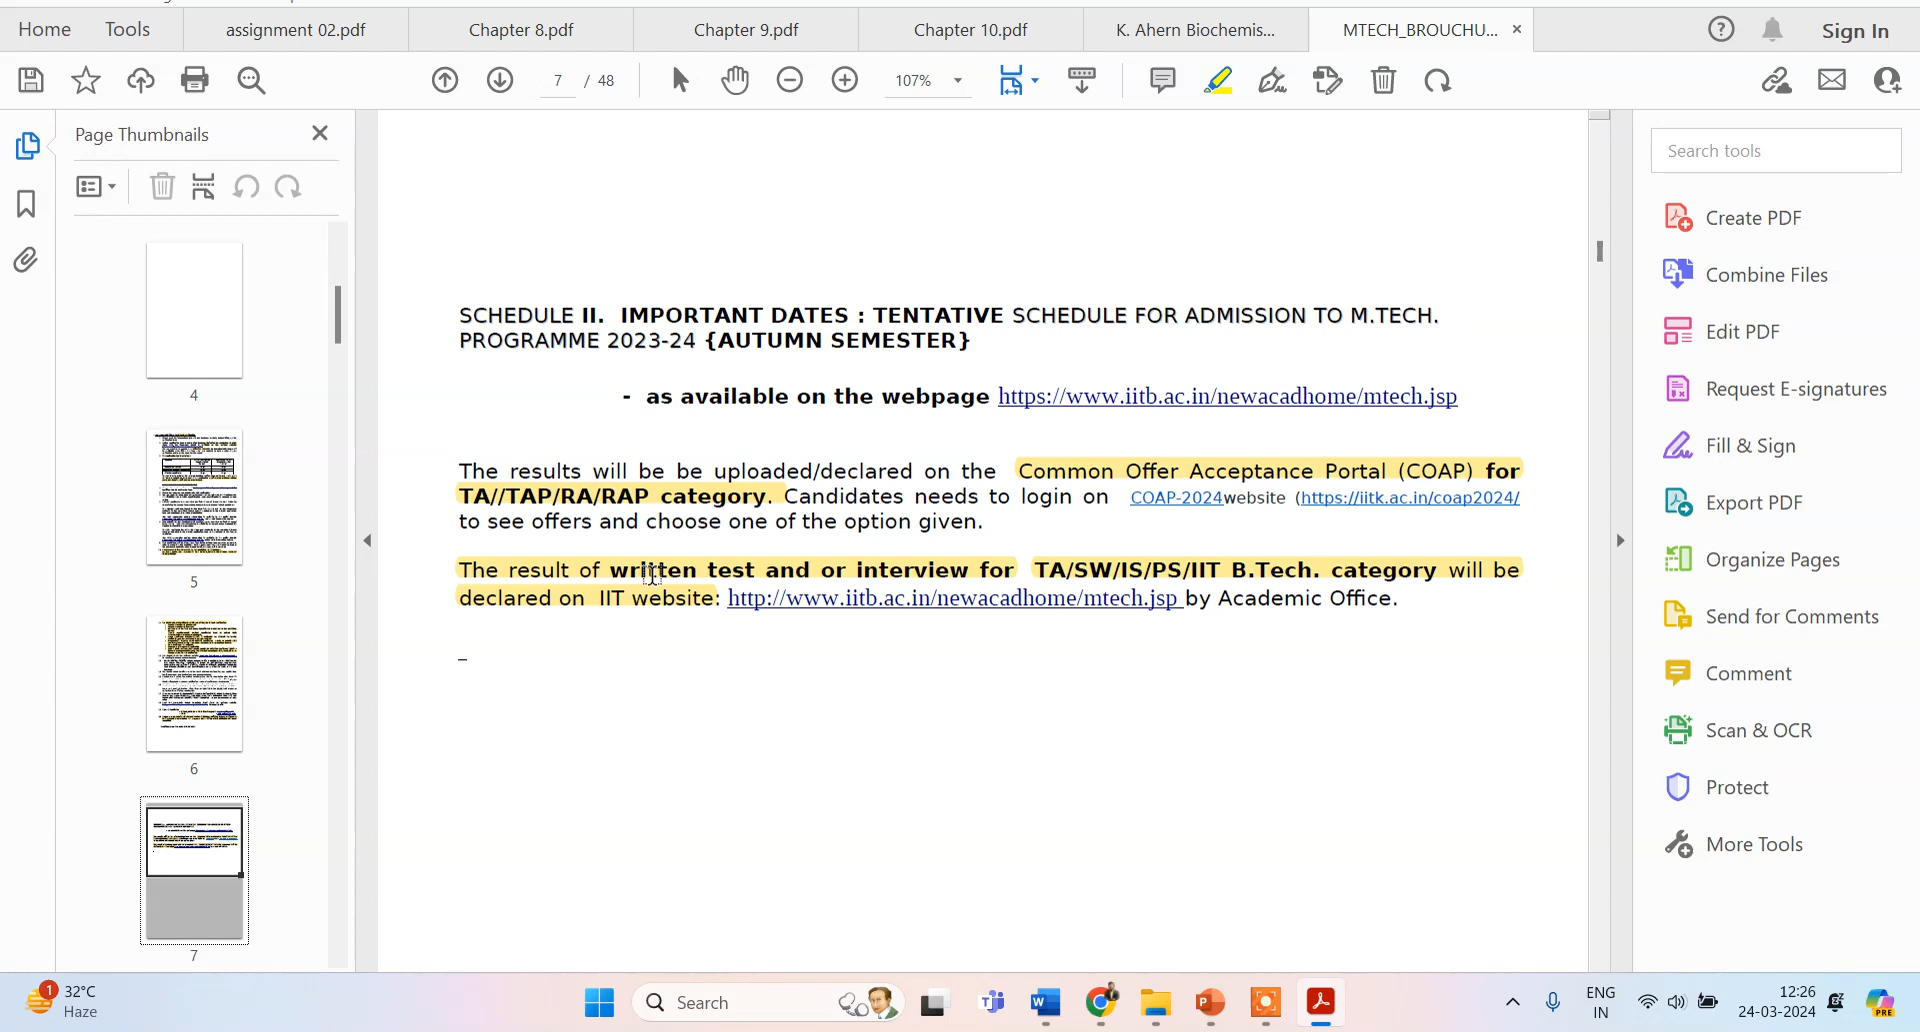 Home
Tools
assignment 02.pdf
Chapter 8.pdf
Chapter 9.pdf
Chapter 10.pdf
K. Ahern Biochemis...
MTECH_BROUCHU...
Sign In
7 / 48
107%
Page Thumbnails
4
5
6
7
SCHEDULE II. IMPORTANT DATES : TENTATIVE SCHEDULE FOR ADMISSION TO M.TECH.
PROGRAMME 2023-24 {AUTUMN SEMESTER}
- as available on the webpage https://www.iitb.ac.in/newacadhome/mtech.jsp
The results will be be uploaded/declared on the Common Offer Acceptance Portal (COAP) for
TA//TAP/RA/RAP category. Candidates needs to login on COAP-2024website (https://iitk.ac.in/coap2024/
to see offers and choose one of the option given.
The result of written test and or interview for TA/SW/IS/PS/IIT B.Tech. category will be
declared on IIT website: http://www.iitb.ac.in/newacadhome/mtech.jsp by Academic Office.
Search tools
Create PDF
Combine Files
Edit PDF
Request E-signatures
Fill & Sign
Export PDF
Organize Pages
Send for Comments
Comment
Scan & OCR
Protect
More Tools
1
32°C
Haze
Search
ENG
IN
12:26
24-03-2024
PRE